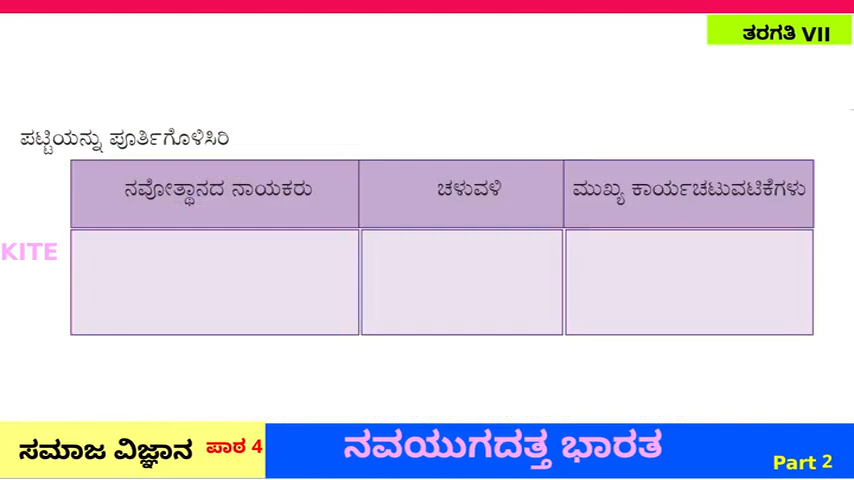 ತರಗತಿ VII
ಪಟ್ಟಿಯನ್ನು ಪೂರ್ತಿಗೊಳಿಸಿರಿ
ನವೋತ್ಥಾನದ ನಾಯಕರು
ಚಳುವಳಿ
ಮುಖ್ಯ ಕಾರ್ಯಚಟುವಟಿಕೆಗಳು
KITE
ಸಮಾಜ ವಿಜ್ಞಾನ ಪಾಠ 4
ನವಯುಗದತ್ತ ಭಾರತ
Part 2